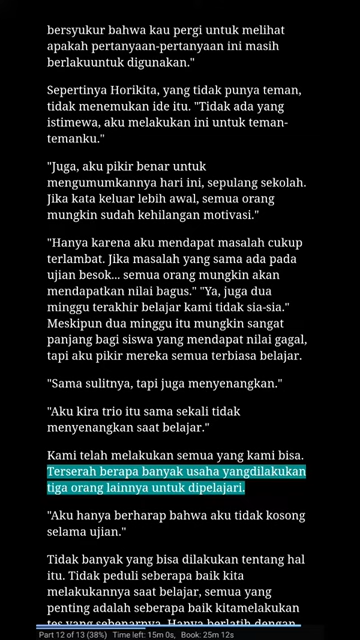 bersyukur bahwa kau pergi untuk melihat
apakah pertanyaan-pertanyaan ini masih
berlakuuntuk digunakan."
Sepertinya Horikita, yang tidak punya teman,
tidak menemukan ide itu. "Tidak ada yang
istimewa, aku melakukan ini untuk teman-
temanku."
"Juga, aku pikir benar untuk
mengumumkannya hari ini, sepulang sekolah.
Jika kata keluar lebih awal, semua orang
mungkin sudah kehilangan motivasi."
"Hanya karena aku mendapat masalah cukup
terlambat. Jika masalah yang sama ada pada
ujian besok... semua orang mungkin akan
mendapatkan nilai bagus." "Ya, juga dua
minggu terakhir belajar kami tidak sia-sia."
Meskipun dua minggu itu mungkin sangat
panjang bagi siswa yang mendapat nilai gagal,
tapi aku pikir mereka semua terbiasa belajar.
"Sama sulitnya, tapi juga menyenangkan."
"Aku kira trio itu sama sekali tidak
menyenangkan saat belajar."
Kami telah melakukan semua yang kami bisa.
Terserah berapa banyak usaha yangdilakukan
tiga orang lainnya untuk dipelajari.
"Aku hanya berharap bahwa aku tidak kosong
selama ujian."
Tidak banyak yang bisa dilakukan tentang hal
itu. Tidak peduli seberapa baik kita
melakukannya saat belajar, semua yang
penting adalah seberapa baik kitamelakukan
tes yang sebenarnya. Hanya berlatih dengan
Part 12 of 13 (38%) Time left: 15m 0s, Book: 25m 12s